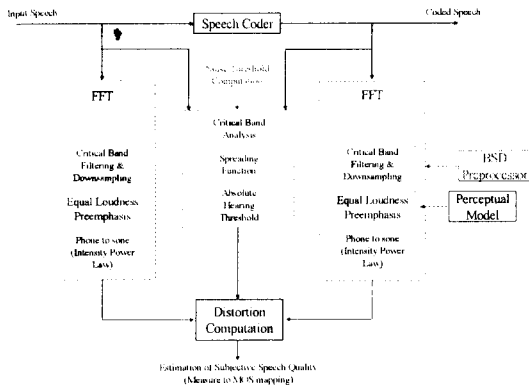 Input Speech
Speech Coder
Coded Speech
Noise Threshold
Computation
FFT
Critical Band
Filtering &
Downsampling
Equal Loudness
Preemphasis
Phone to sone
(Intensity Power
Law)
Critical Band
Analysis
Spreading
Function
Absolute
Hearing
Threshold
FFT
Critical Band
Filtering &
Downsampling
Equal Loudness
Preemphasis
Phone to sone
(Intensity Power
Law)
BSD
Preprocessor
Perceptual
Model
Distortion
Computation
Estimation of Subjective Speech Quality
(Measure to MOS mapping)